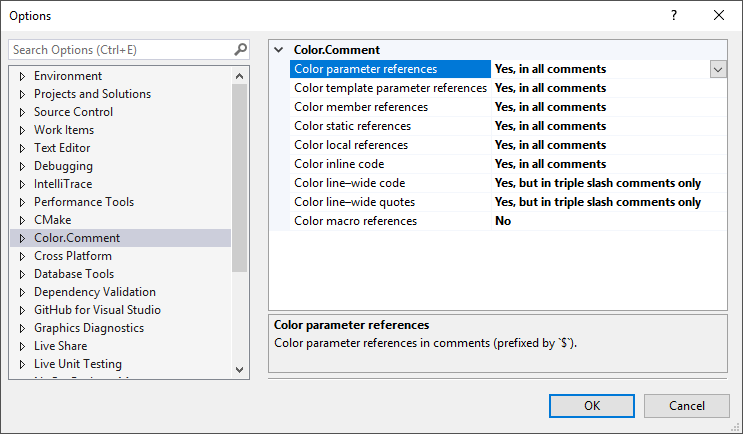 Options
?
Search Options (Ctrl+E)
Environment
Projects and Solutions
Source Control
Work Items
Text Editor
Debugging
IntelliTrace
Performance Tools
CMake
Color.Comment
Cross Platform
Database Tools
Dependency Validation
GitHub for Visual Studio
Graphics Diagnostics
Live Share
Live Unit Testing
Color.Comment
Color parameter references Yes, in all comments
Color template parameter references Yes, in all comments
Color member references Yes, in all comments
Color static references Yes, in all comments
Color local references Yes, in all comments
Color inline code Yes, in all comments
Color line–wide code Yes, but in triple slash comments only
Color line–wide quotes Yes, but in triple slash comments only
Color macro references No
Color parameter references
Color parameter references in comments (prefixed by `$`).
OK Cancel